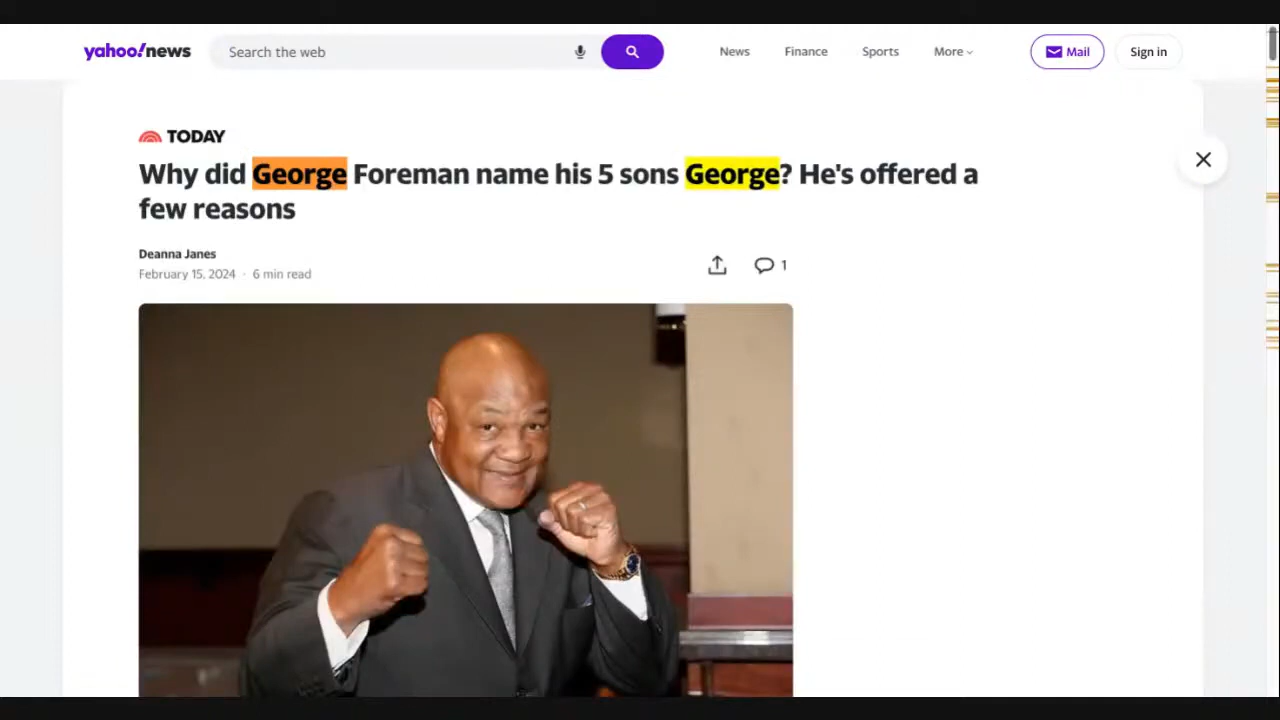 yahoo!news
Search the web
News
Finance
Sports
More
Mail
Sign in
TODAY
Why did George Foreman name his 5 sons George? He's offered a
few reasons
Deanna Janes
February 15, 2024 · 6 min read
1